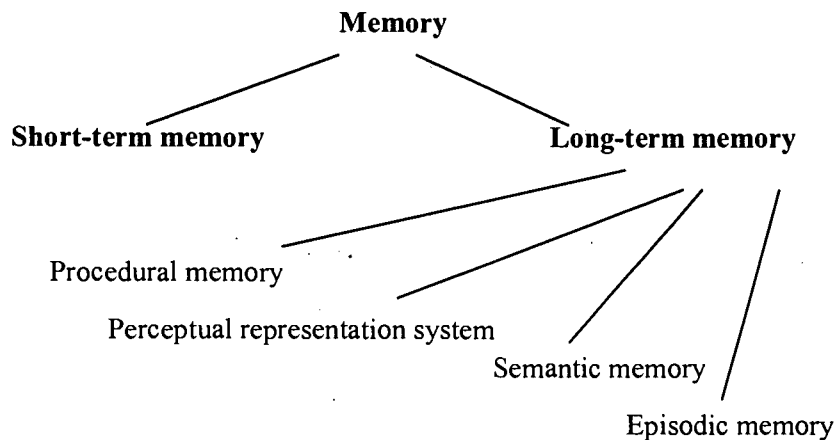 Memory
Short-term memory
Long-term memory
Procedural memory
Perceptual representation system
Semantic memory
Episodic memory